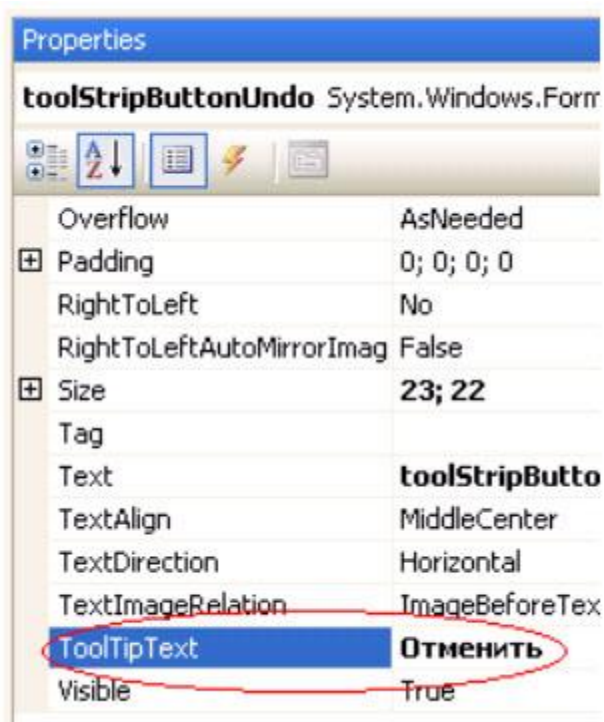 Properties
toolStripButtonUndo System.Windows.Form
Overflow AsNeeded
Padding 0; 0; 0; 0
RightToLeft No
RightToLeftAutoMirrorImag False
Size 23; 22
Tag
Text toolStripButto
TextAlign MiddleCenter
TextDirection Horizontal
TextImageRelation ImageBeforeTex
ToolTipText Отменить
Visible True